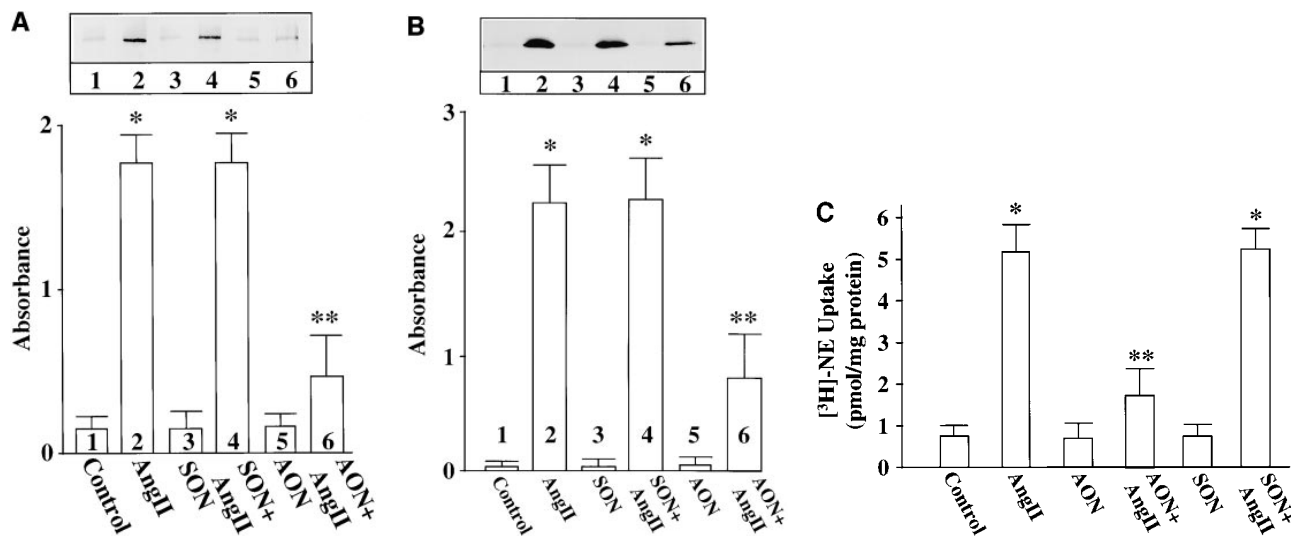 A
1 2 3 4 5 6
2
1
0
Absorbance
* * **
1 2 3 4 5 6
Control
AngII
SON
SON+
AngII
AON
AON+
AngII
B
1 2 3 4 5 6
3
2
1
0
Absorbance
* * **
1 2 3 4 5 6
Control
AngII
SON
SON+
AngII
AON
AON+
AngII
C
6
5
4
3
2
1
0
[³H]-NE Uptake
(pmol/mg protein)
* ** *
Control
AngII
AON
AON+
AngII
SON
SON+
AngII